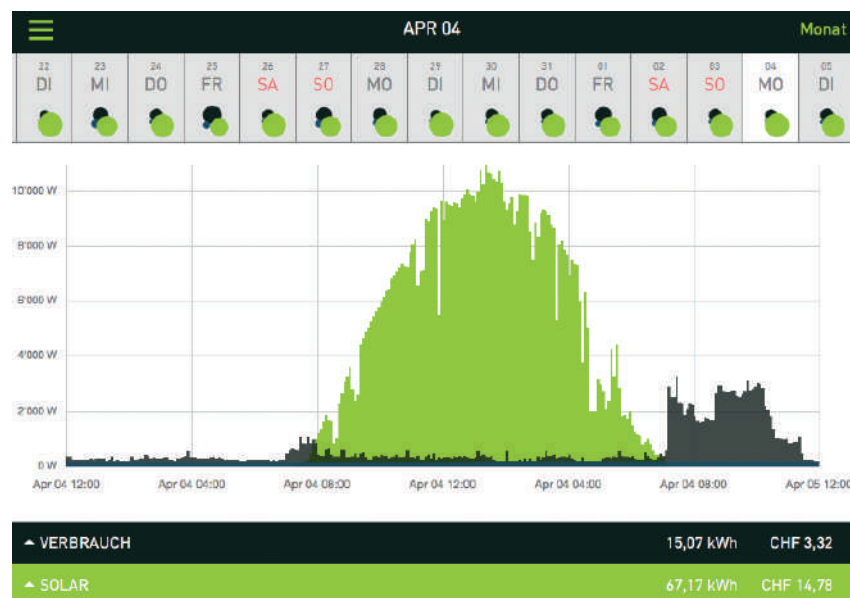 APR 04 Monat
22 23 24 25 26 27 28 29 30 31 01 02 03 04 05
DI MI DO FR SA SO MO DI MI DO FR SA SO MO DI
10'000 W
8'000 W
6'000 W
4'000 W
2'000 W
0 W
Apr 04 12:00 Apr 04 04:00 Apr 04 08:00 Apr 04 12:00 Apr 04 04:00 Apr 04 08:00 Apr 05 12:00
VERBRAUCH 15,07 kWh CHF 3,32
SOLAR 67,17 kWh CHF 14,78